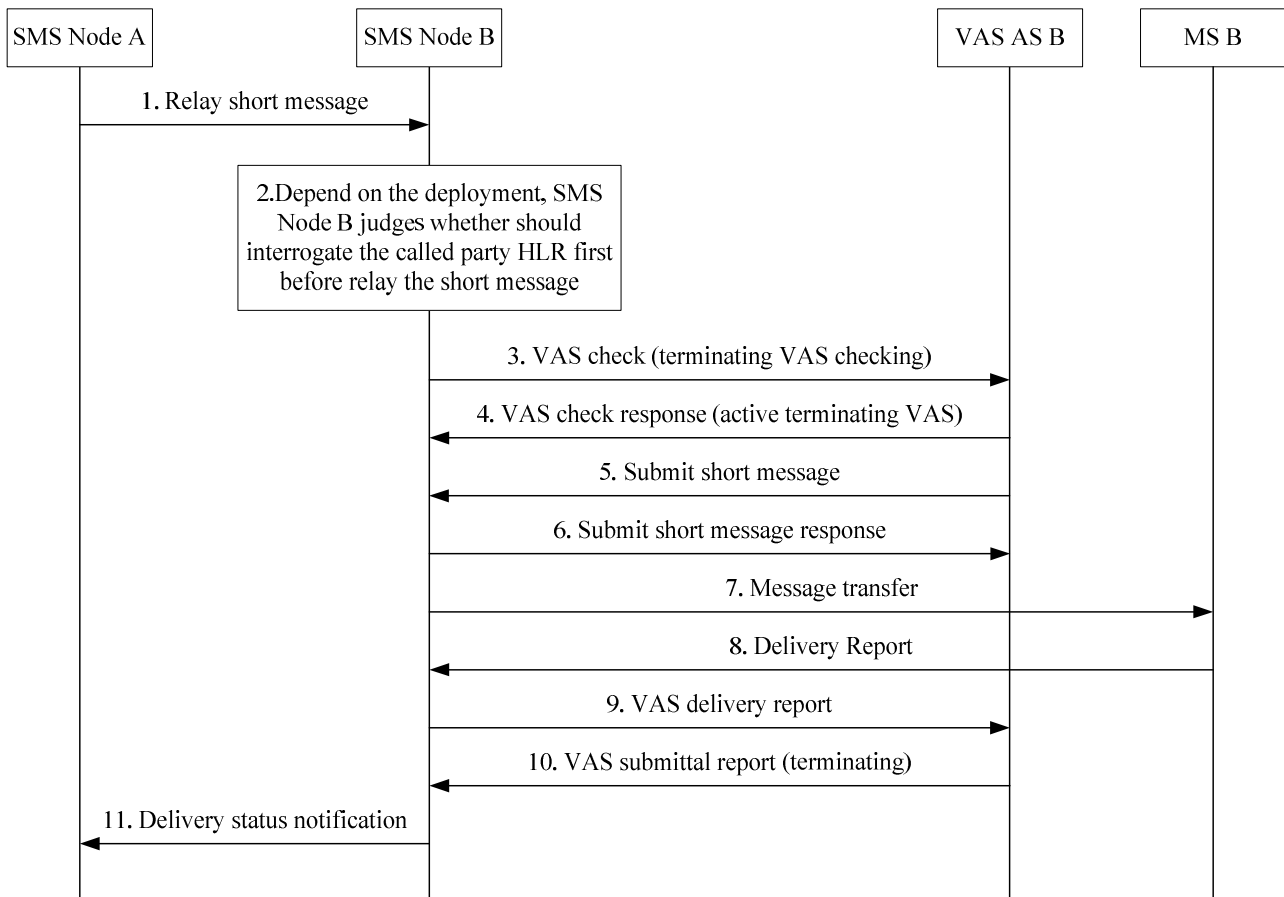 SMS Node A
SMS Node B
VAS AS B
MS B
1. Relay short message
2.Depend on the deployment, SMS
Node B judges whether should
interrogate the called party HLR first
before relay the short message
3. VAS check (terminating VAS checking)
4. VAS check response (active terminating VAS)
5. Submit short message
6. Submit short message response
7. Message transfer
8. Delivery Report
9. VAS delivery report
10. VAS submittal report (terminating)
11. Delivery status notification